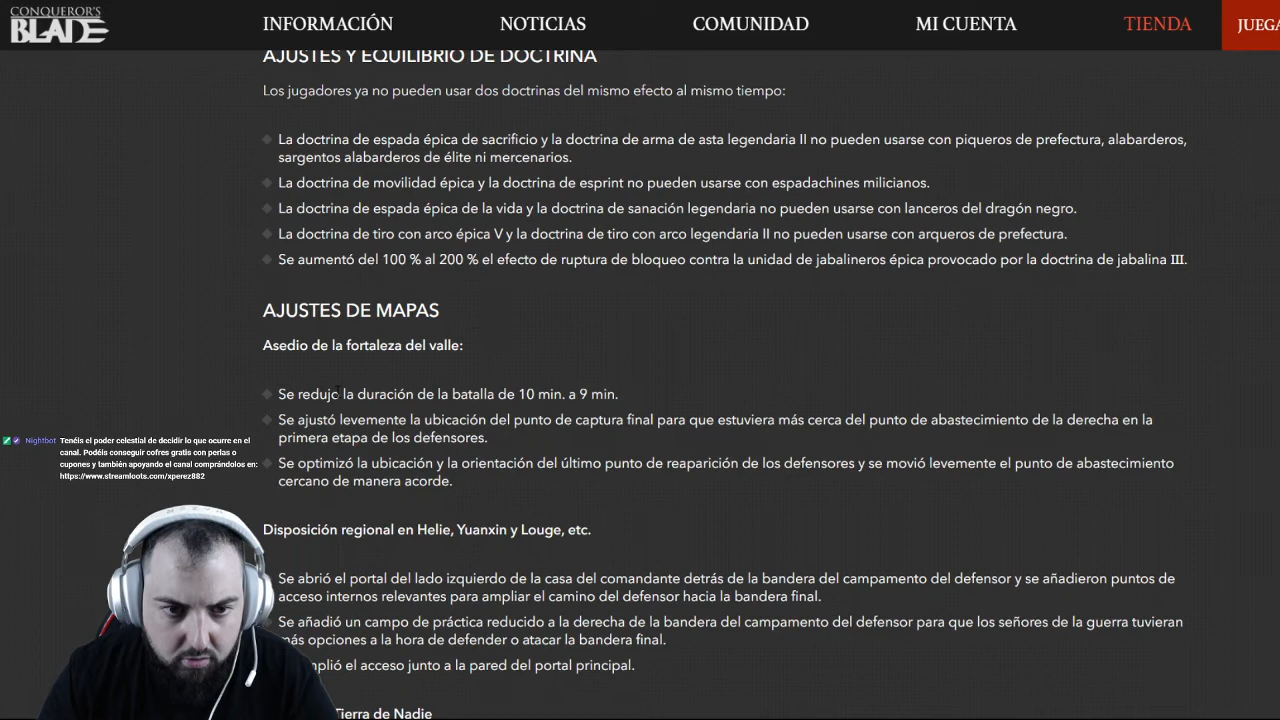 CONQUEROR'S
BLADE
INFORMACIÓN
NOTICIAS
COMUNIDAD
MI CUENTA
TIENDA
AJUSTES Y EQUILIBRIO DE DOCTRINA
Los jugadores ya no pueden usar dos doctrinas del mismo efecto al mismo tiempo:
La doctrina de espada épica de sacrificio y la doctrina de arma de asta legendaria II no pueden usarse con piqueros de prefectura, alabarderos,
sargentos alabarderos de élite ni mercenarios.
La doctrina de movilidad épica y la doctrina de esprint no pueden usarse con espadachines milicianos.
La doctrina de espada épica de la vida y la doctrina de sanación legendaria no pueden usarse con lanceros del dragón negro.
La doctrina de tiro con arco épica V y la doctrina de tiro con arco legendaria II no pueden usarse con arqueros de prefectura.
Se aumentó del 100 % al 200 % el efecto de ruptura de bloqueo contra la unidad de jabalineros épica provocado por la doctrina de jabalina III.
AJUSTES DE MAPAS
Asedio de la fortaleza del valle:
Se redujo la duración de la batalla de 10 min. a 9 min.
Se ajustó levemente la ubicación del punto de captura final para que estuviera más cerca del punto de abastecimiento de la derecha en la
primera etapa de los defensores.
Se optimizó la ubicación y la orientación del último punto de reaparición de los defensores y se movió levemente el punto de abastecimiento
cercano de manera acorde.
Nightbot Tenéis el poder celestial de decidir lo que ocurre en el
canal. Podéis conseguir cofres gratis con perlas o
cupones y también apoyando el canal comprándolos en:
https://www.streamloots.com/xperez882
Disposición regional en Helie, Yuanxin y Louge, etc.
Se abrió el portal del lado izquierdo de la casa del comandante detrás de la bandera del campamento del defensor y se añadieron puntos de
acceso internos relevantes para ampliar el camino del defensor hacia la bandera final.
Se añadió un campo de práctica reducido a la derecha de la bandera del campamento del defensor para que los señores de la guerra tuvieran
más opciones a la hora de defender o atacar la bandera final.
mplió el acceso junto a la pared del portal principal.
Tierra de Nadie